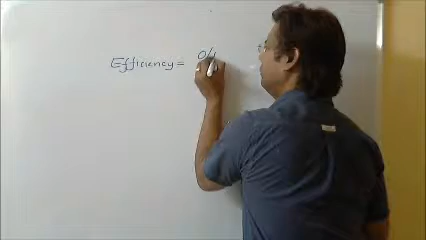 Efficiency = O/